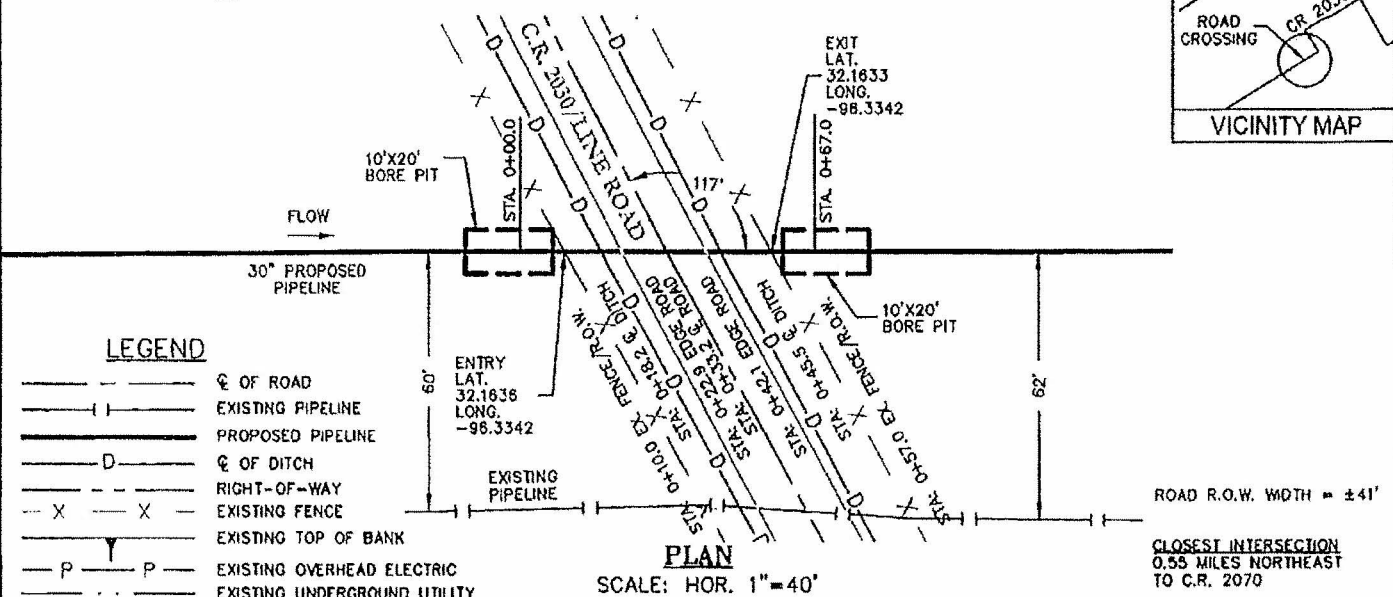 ROAD
CROSSING
CR 203
VICINITY MAP
EXIT
LAT.
32.1633
LONG.
-96.3342
C.R. 2030/LINE ROAD
10'X20'
BORE PIT
STA. 0+00.0
117'
STA. 0+67.0
FLOW
30" PROPOSED
PIPELINE
10'X20'
BORE PIT
60'
62'
ENTRY
LAT.
32.1636
LONG.
-96.3342
STA: 0+10.0 EX. FENCE/R.O.W.
STA: 0+18.2 ℄ DITCH
STA: 0+22.9 EDGE ROAD
STA: 0+33.2 ℄ ROAD
STA: 0+42.1 EDGE ROAD
STA: 0+45.5 ℄ DITCH
STA: 0+57.0 EX. FENCE/R.O.W.
EXISTING
PIPELINE
LEGEND
℄ OF ROAD
EXISTING PIPELINE
PROPOSED PIPELINE
D ℄ OF DITCH
RIGHT-OF-WAY
X X EXISTING FENCE
EXISTING TOP OF BANK
P P EXISTING OVERHEAD ELECTRIC
EXISTING UNDERGROUND UTILITY
PLAN
SCALE: HOR. 1"=40'
ROAD R.O.W. WIDTH = ±41'
CLOSEST INTERSECTION
0.55 MILES NORTHEAST
TO C.R. 2070